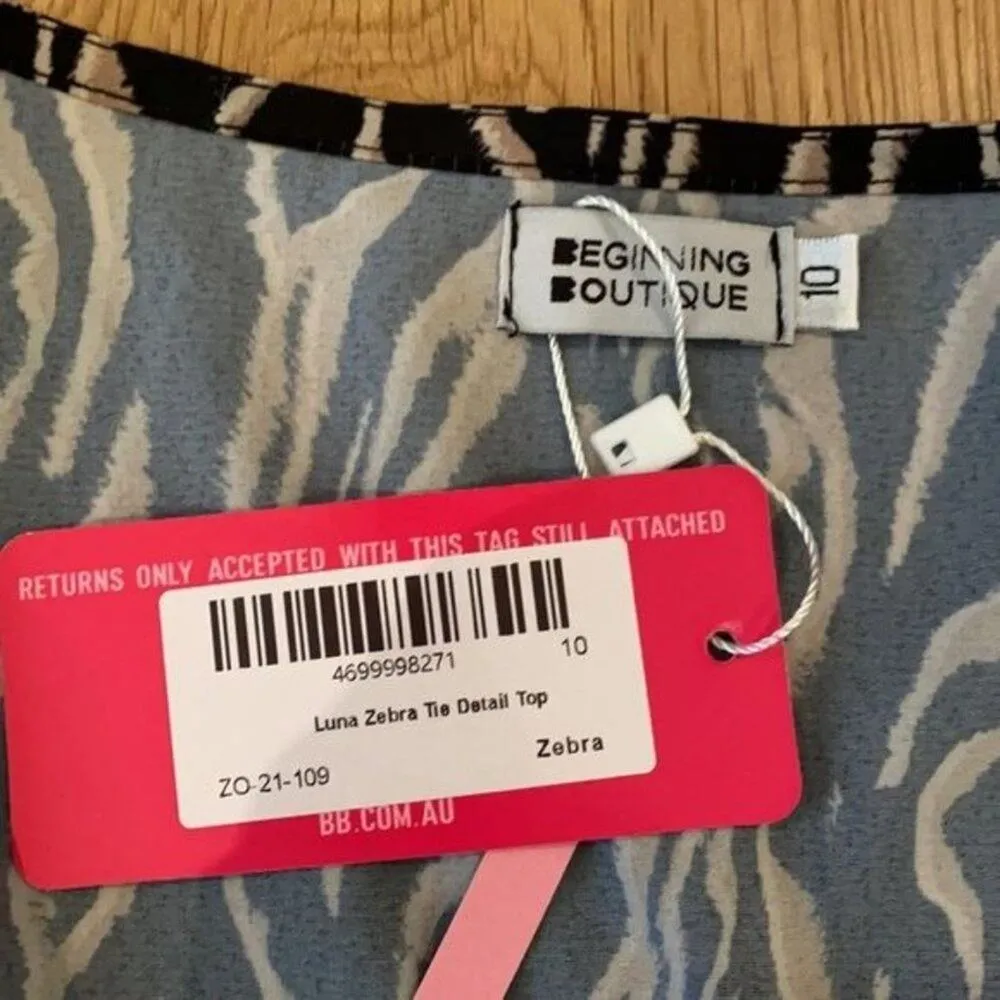 BEGINNING
BOUTIQUE
10
RETURNS ONLY ACCEPTED WITH THIS TAG STILL ATTACHED
4699998271
10
Luna Zebra Tie Detail Top
Zebra
ZO-21-109
BB.COM.AU